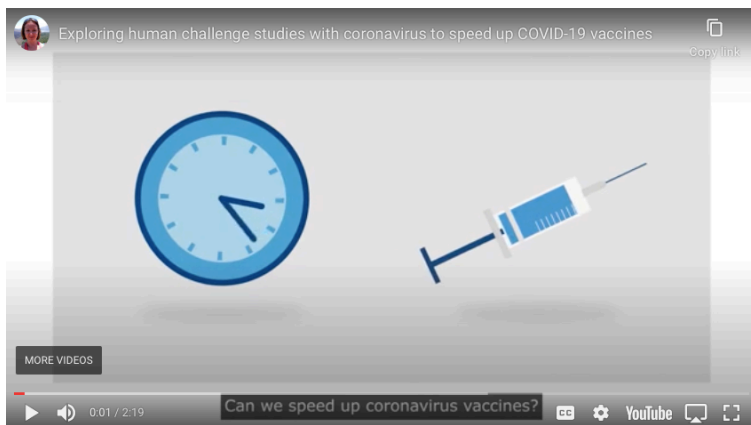 Exploring human challenge studies with coronavirus to speed up COVID-19 vaccines
Copy link
MORE VIDEOS
Can we speed up coronavirus vaccines?
0:01 / 2:19
CC
YouTube